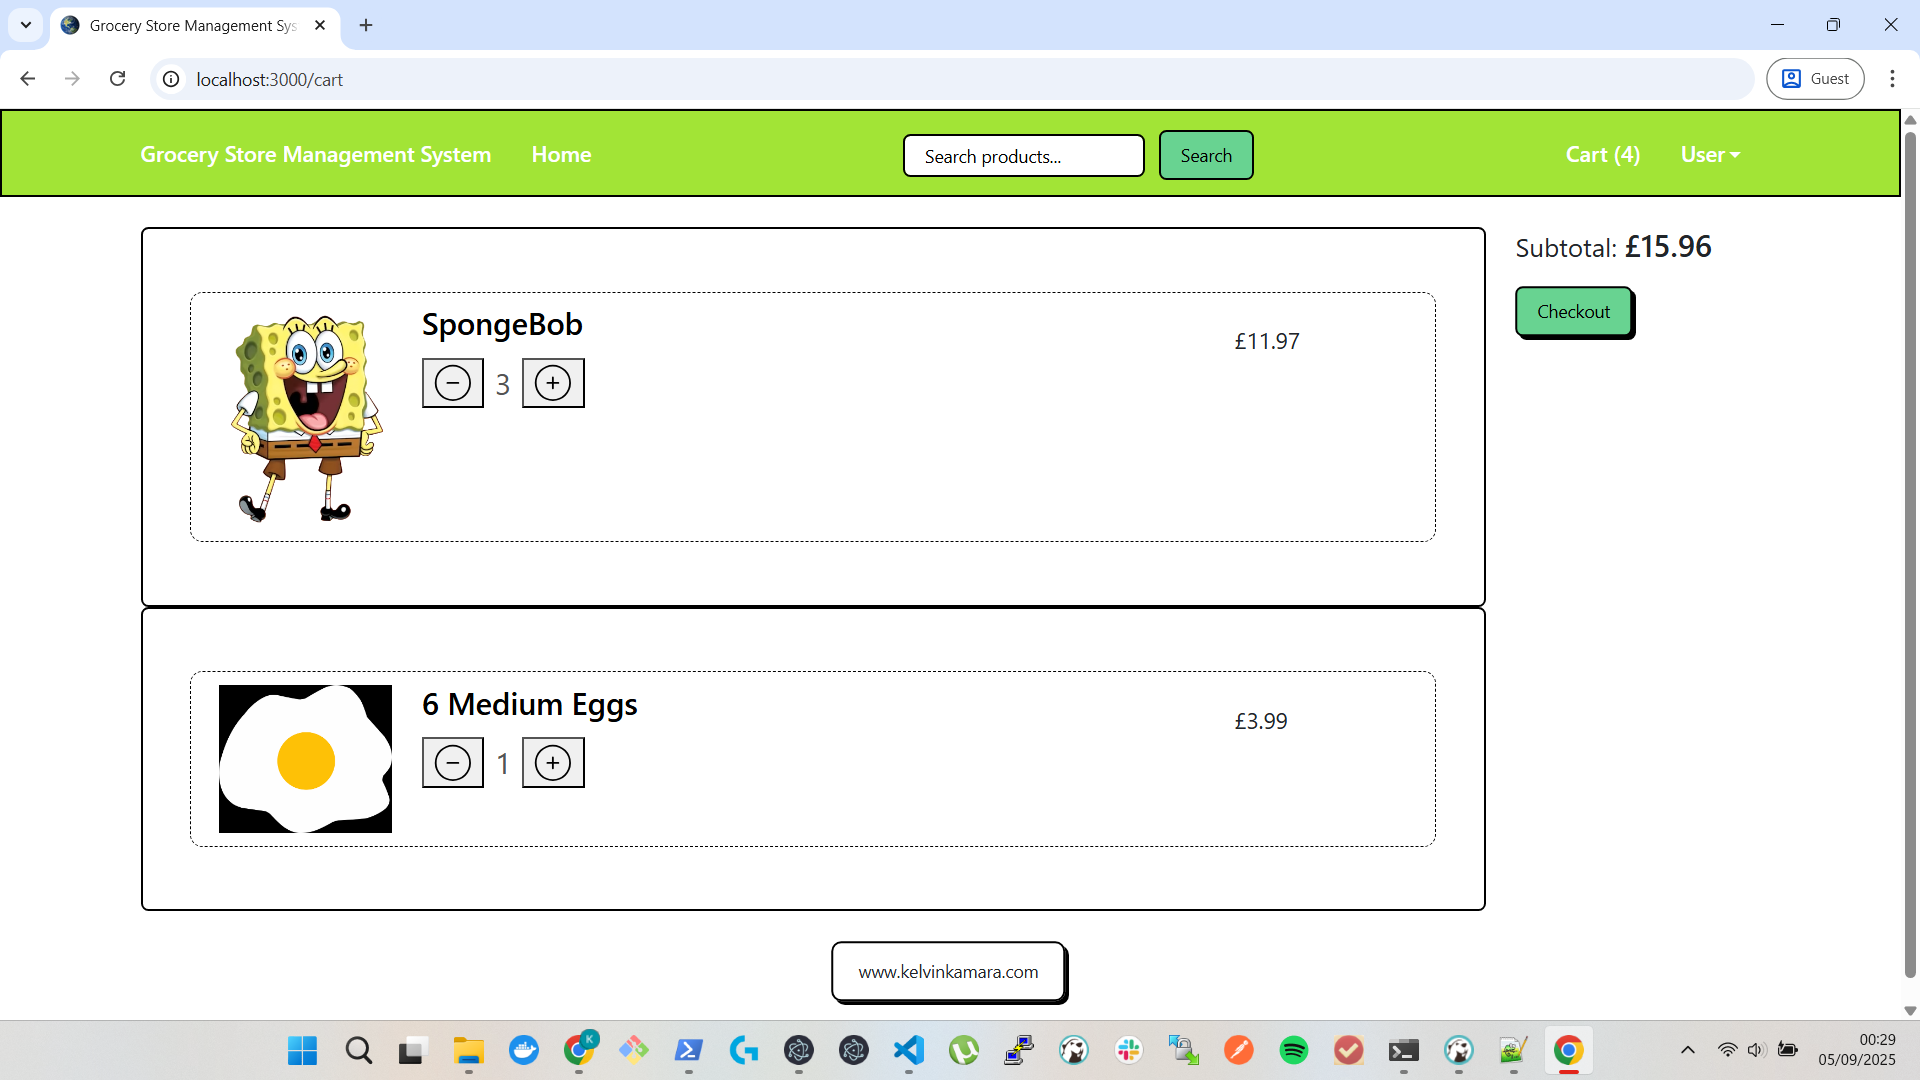 Grocery Store Management Sys
localhost:3000/cart
Guest
Grocery Store Management System
Home
Search products...
Search
Cart (4)
User
SpongeBob
3
£11.97
Subtotal: £15.96
Checkout
6 Medium Eggs
1
£3.99
www.kelvinkamara.com
K
00:29
05/09/2025